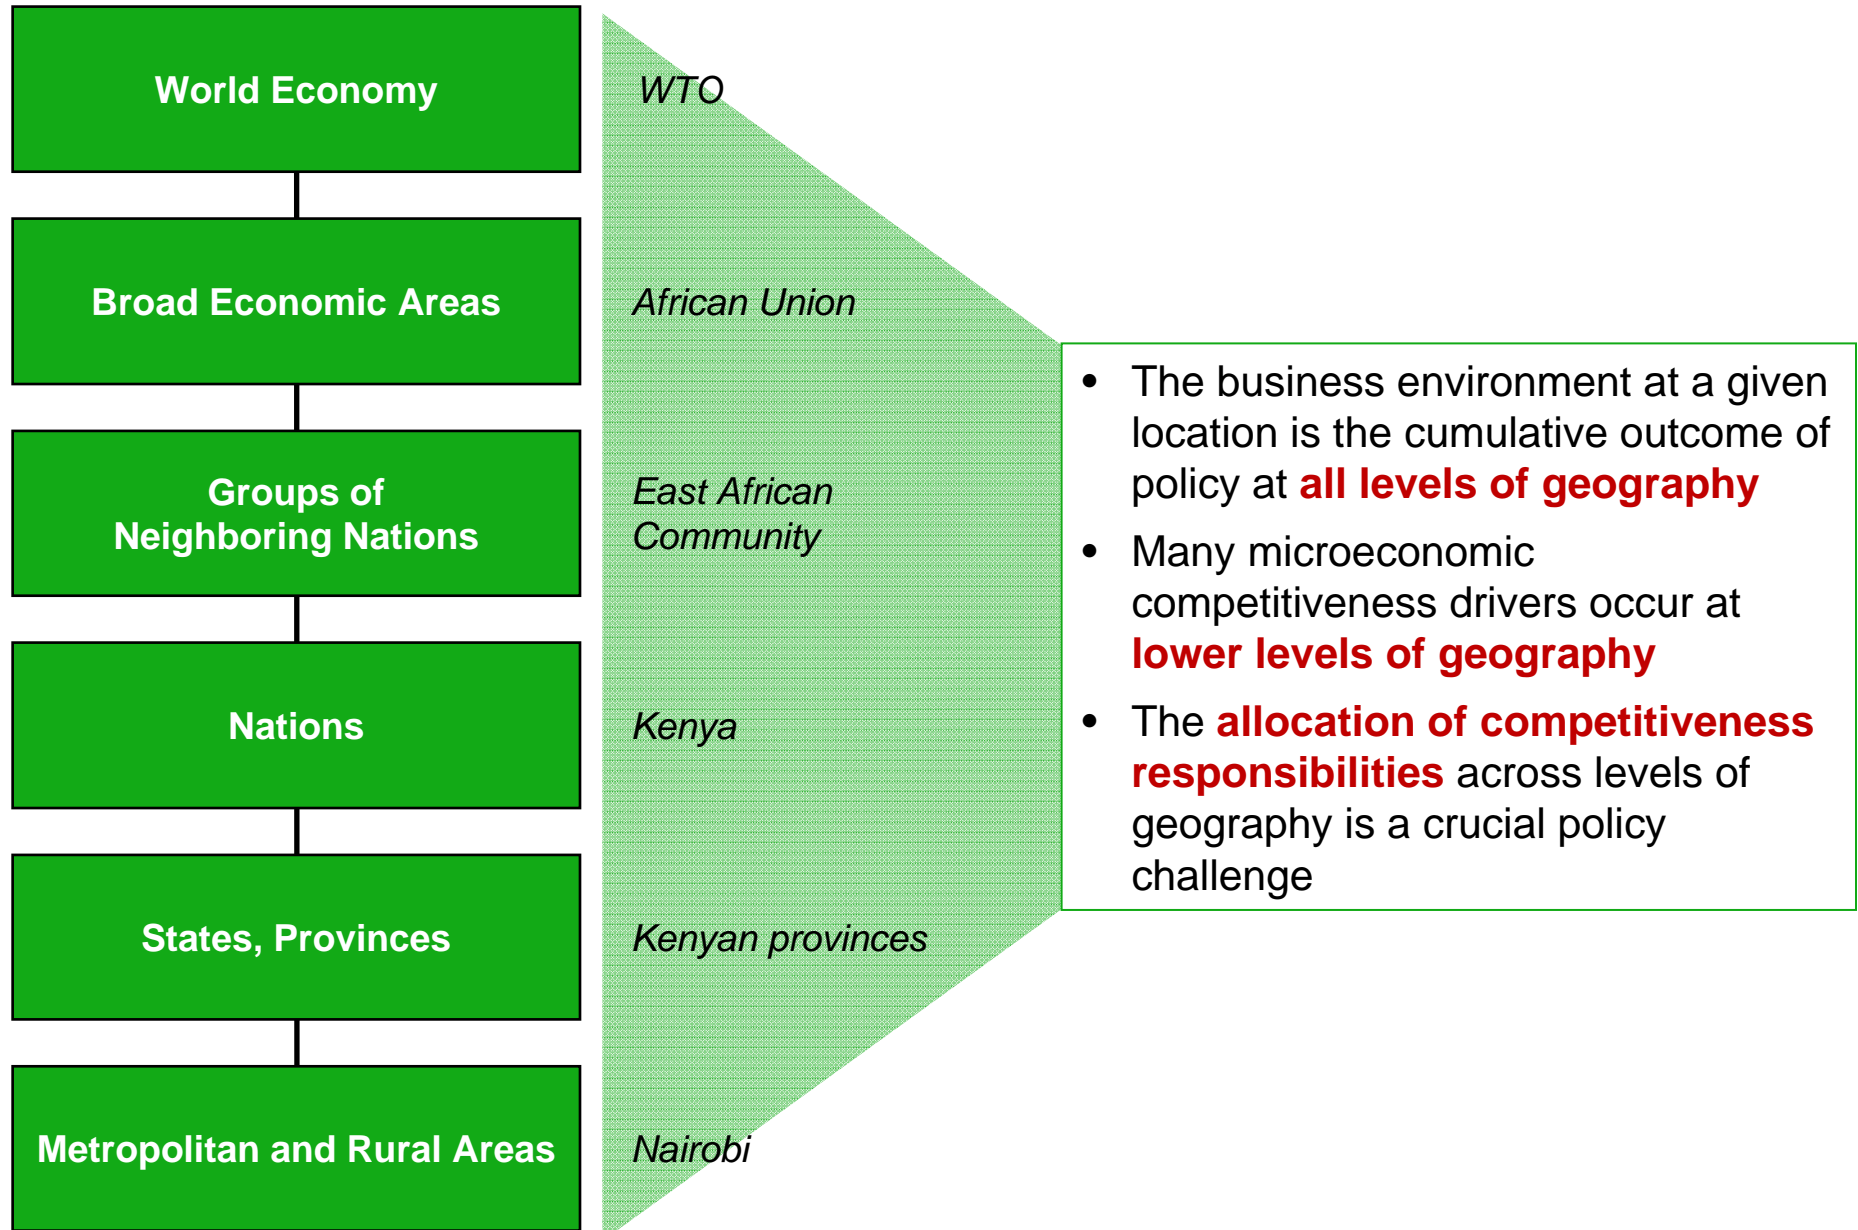 World Economy
WTO
Broad Economic Areas
African Union
Groups of
Neighboring Nations
East African
Community
Nations
Kenya
States, Provinces
Kenyan provinces
Metropolitan and Rural Areas
Nairobi
• The business environment at a given
location is the cumulative outcome of
policy at all levels of geography
• Many microeconomic
competitiveness drivers occur at
lower levels of geography
• The allocation of competitiveness
responsibilities across levels of
geography is a crucial policy
challenge